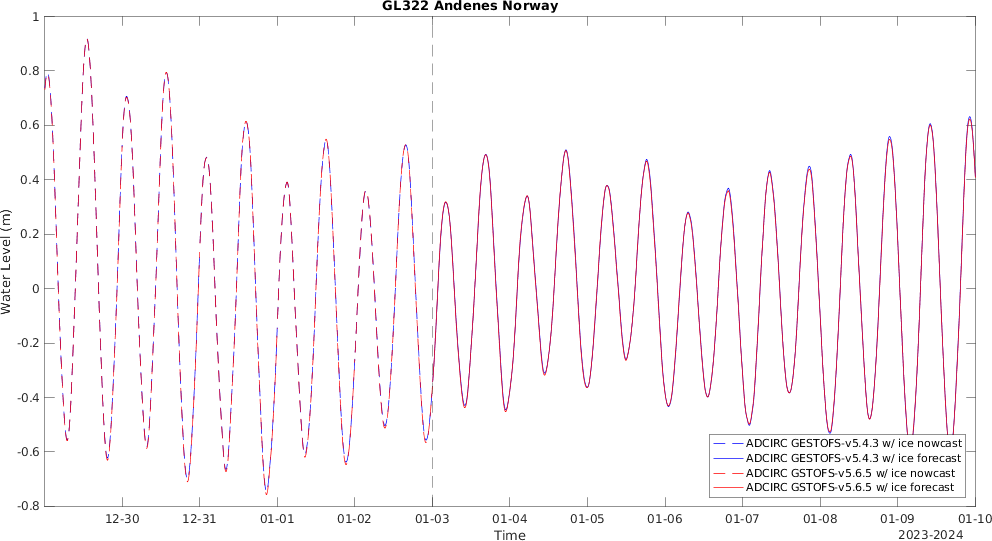 GL322 Andenes Norway
1
0.8
0.6
0.4
0.2
0
-0.2
-0.4
-0.6
-0.8
Water Level (m)
ADCIRC GESTOFS-v5.4.3 w/ ice nowcast
ADCIRC GESTOFS-v5.4.3 w/ ice forecast
ADCIRC GSTOFS-v5.6.5 w/ ice nowcast
ADCIRC GSTOFS-v5.6.5 w/ ice forecast
12-30 12-31 01-01 01-02 01-03 01-04 01-05 01-06 01-07 01-08 01-09 01-10
Time
2023-2024